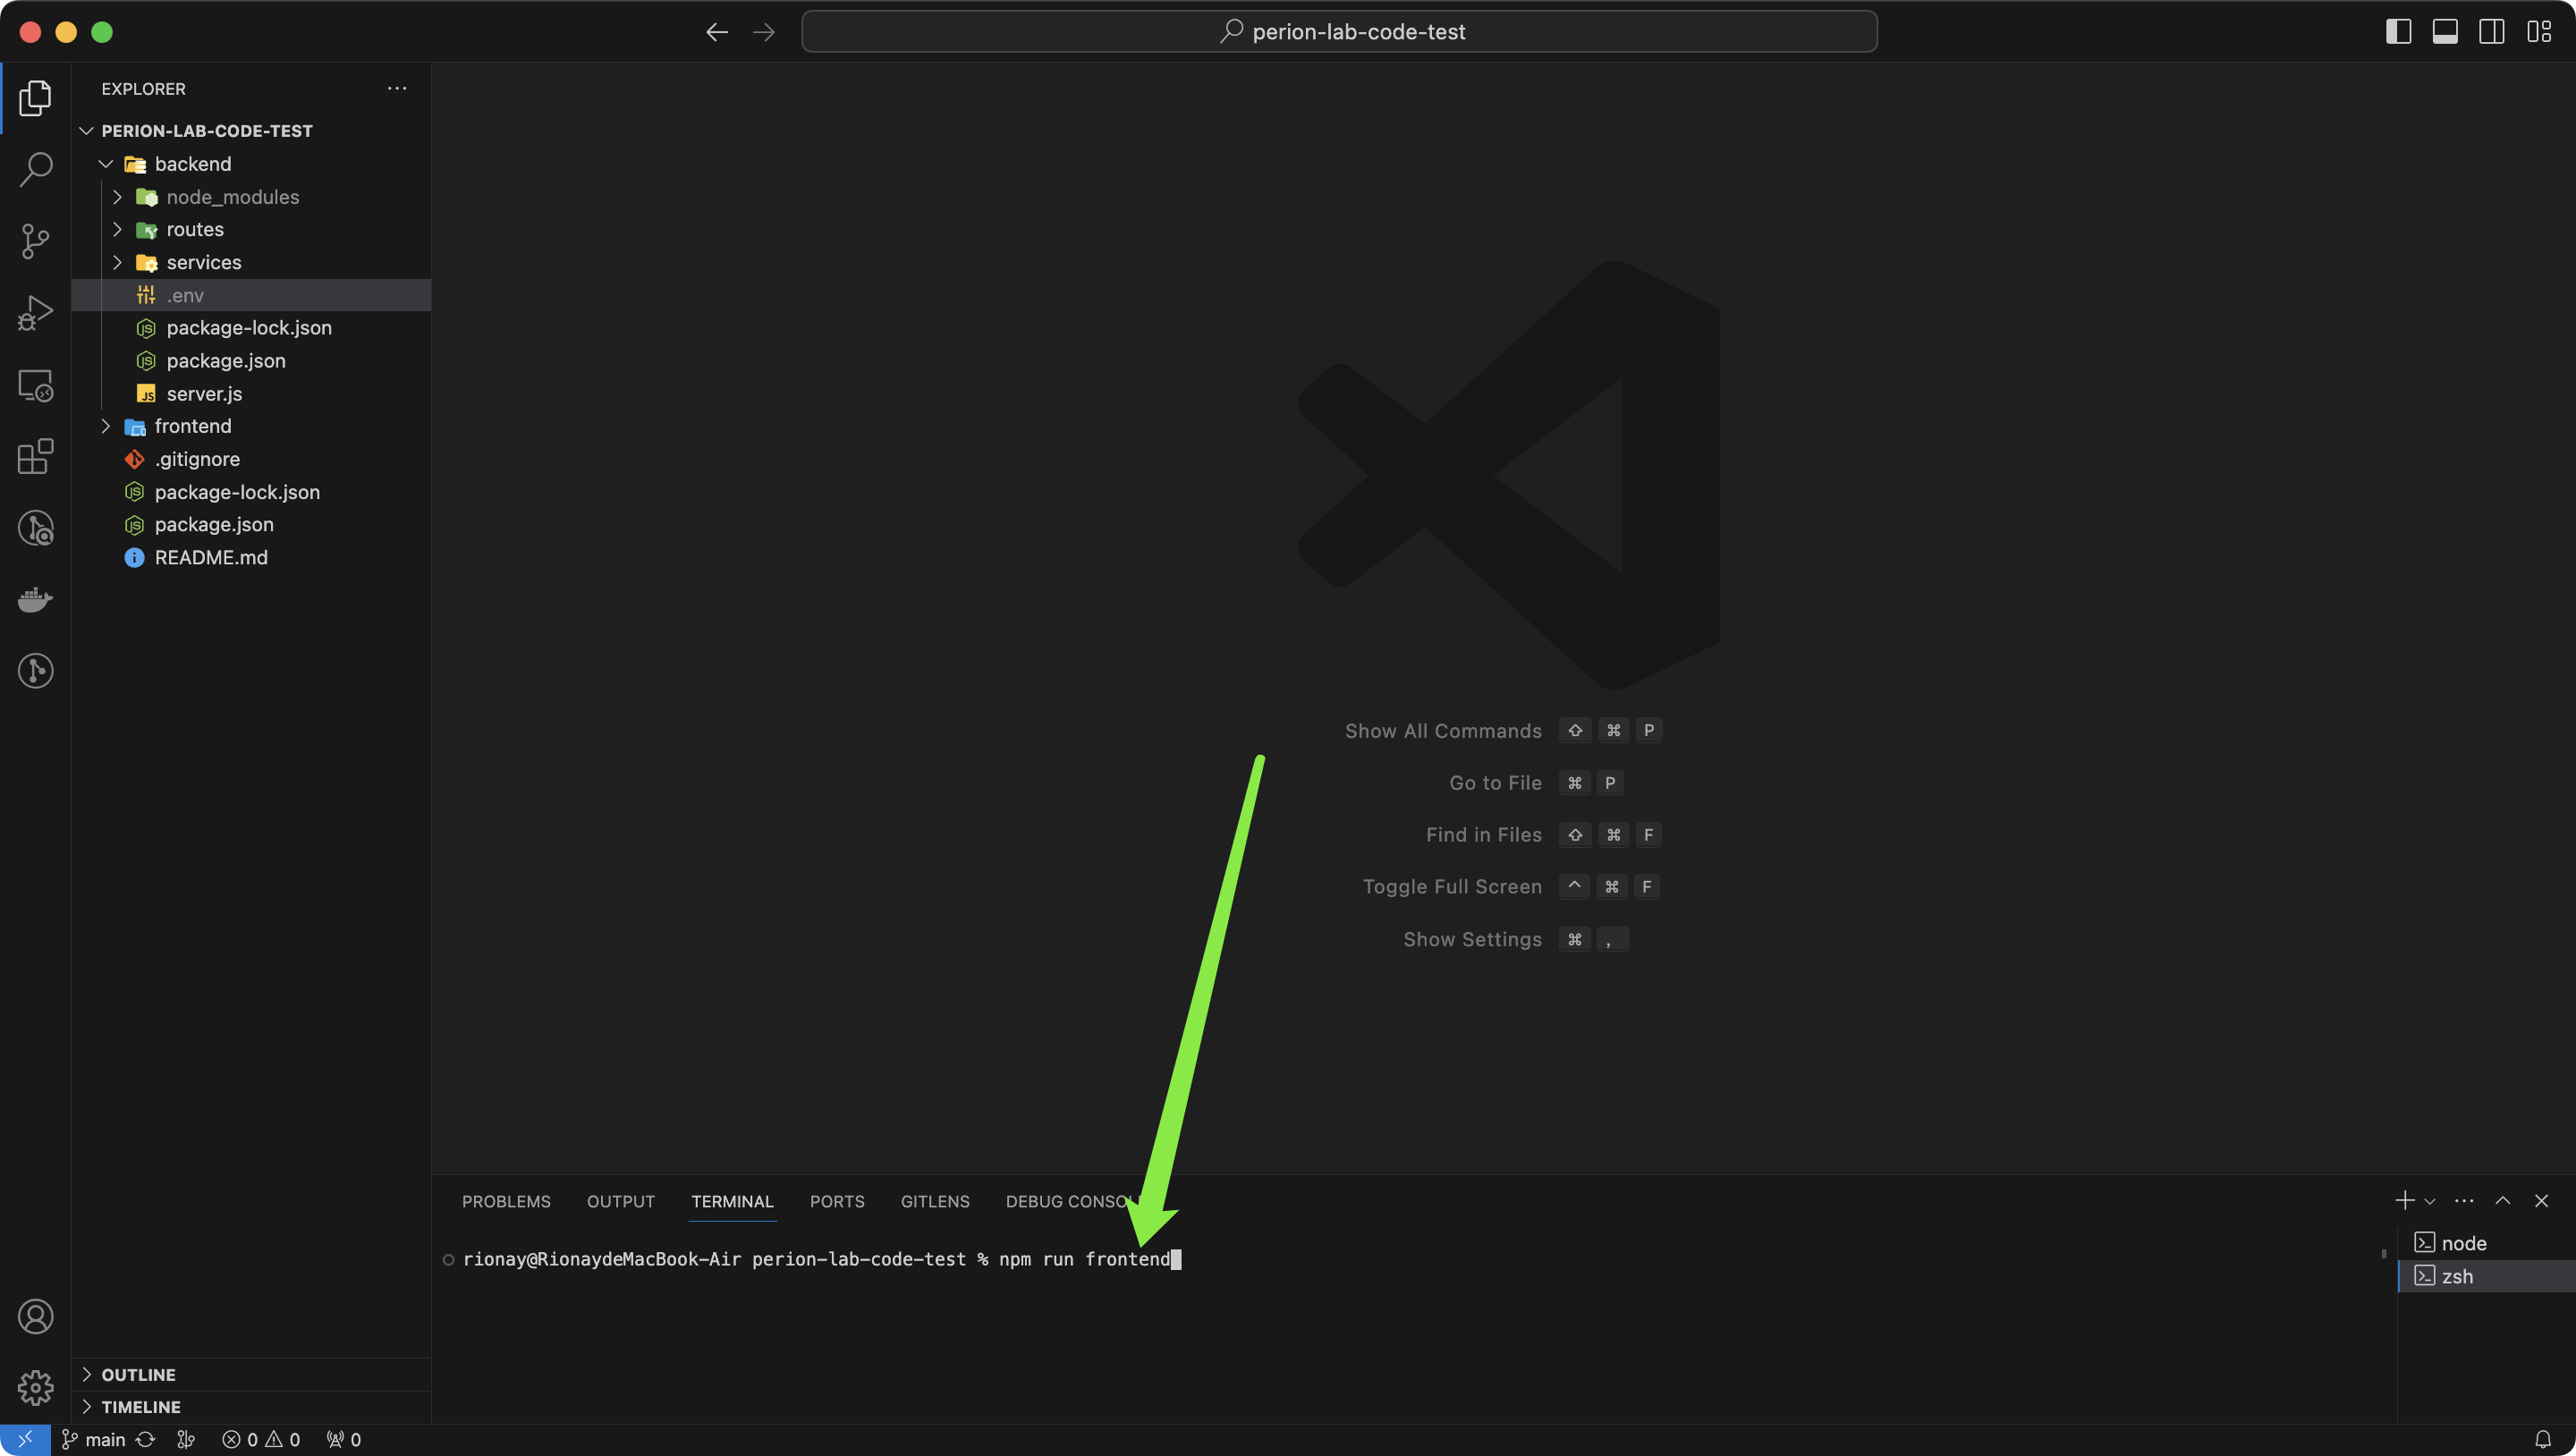 perion-lab-code-test
EXPLORER
PERION-LAB-CODE-TEST
backend
node_modules
routes
services
.env
package-lock.json
package.json
server.js
frontend
.gitignore
package-lock.json
package.json
README.md
OUTLINE
TIMELINE
Show All Commands ⇧ ⌘ P
Go to File ⌘ P
Find in Files ⇧ ⌘ F
Toggle Full Screen ^ ⌘ F
Show Settings ⌘ ,
PROBLEMS OUTPUT TERMINAL PORTS GITLENS DEBUG CONSOL
rionay@RionaydeMacBook-Air perion-lab-code-test % npm run frontend
node
zsh
main 0 0 0